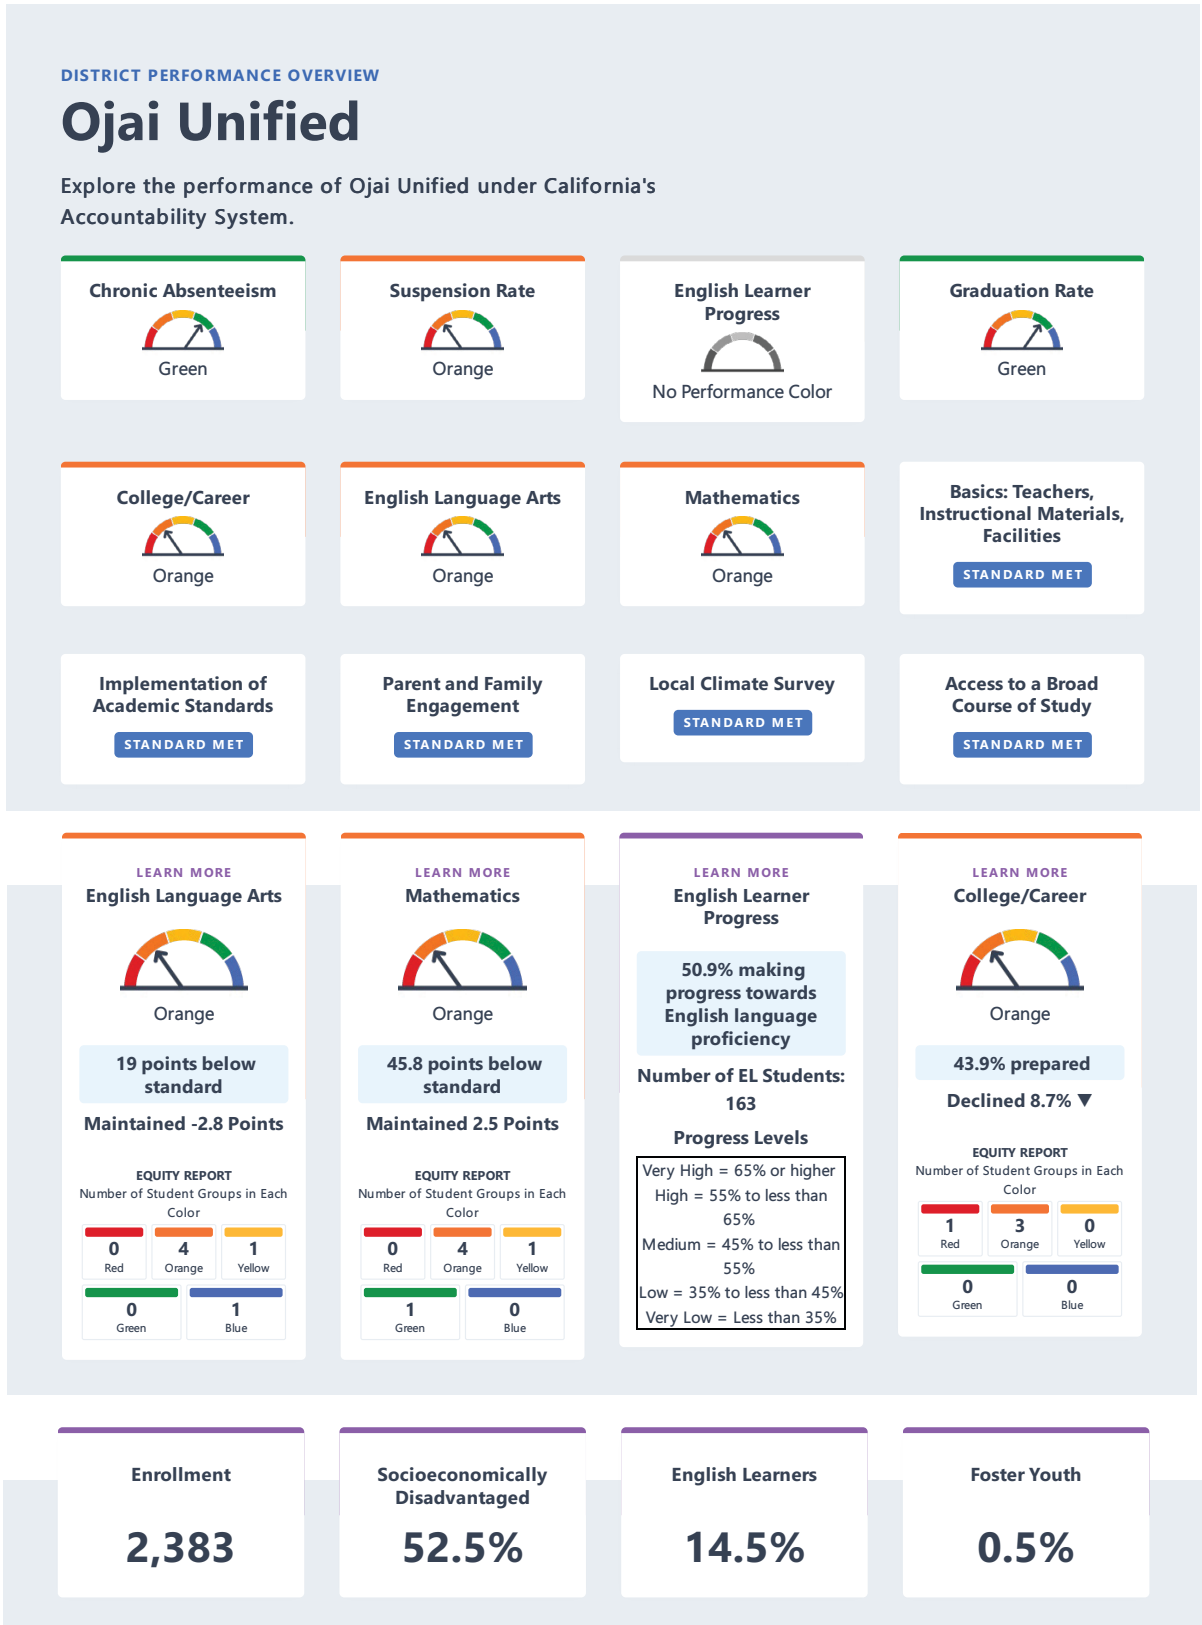 DISTRICT PERFORMANCE OVERVIEW
Ojai Unified
Explore the performance of Ojai Unified under California's
Accountability System.
Chronic Absenteeism
Green
Suspension Rate
Orange
English Learner
Progress
No Performance Color
Graduation Rate
Green
College/Career
Orange
English Language Arts
Orange
Mathematics
Orange
Basics: Teachers,
Instructional Materials,
Facilities
STANDARD MET
Implementation of
Academic Standards
STANDARD MET
Parent and Family
Engagement
STANDARD MET
Local Climate Survey
STANDARD MET
Access to a Broad
Course of Study
STANDARD MET
LEARN MORE
English Language Arts
Orange
19 points below
standard
Maintained -2.8 Points
EQUITY REPORT
Number of Student Groups in Each
Color
0
Red
4
Orange
1
Yellow
0
Green
1
Blue
LEARN MORE
Mathematics
Orange
45.8 points below
standard
Maintained 2.5 Points
EQUITY REPORT
Number of Student Groups in Each
Color
0
Red
4
Orange
1
Yellow
1
Green
0
Blue
LEARN MORE
English Learner
Progress
50.9% making
progress towards
English language
proficiency
Number of EL Students:
163
Progress Levels
Very High = 65% or higher
High = 55% to less than
65%
Medium = 45% to less than
55%
Low = 35% to less than 45%
Very Low = Less than 35%
LEARN MORE
College/Career
Orange
43.9% prepared
Declined 8.7% ▼
EQUITY REPORT
Number of Student Groups in Each
Color
1
Red
3
Orange
0
Yellow
0
Green
0
Blue
Enrollment
2,383
Socioeconomically
Disadvantaged
52.5%
English Learners
14.5%
Foster Youth
0.5%